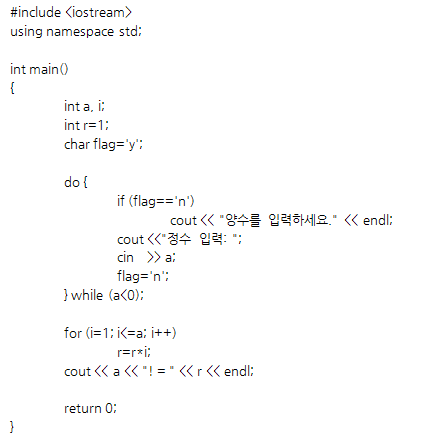 #include <iostream>
using namespace std;
int main()
{
int a, i;
int r=1;
char flag='y';
do {
if (flag=='n')
cout << "양수를 입력하세요." << endl;
cout <<"정수 입력: ";
cin >> a;
flag='n';
} while (a<0);
for (i=1; i<=a; i++)
r=r*i;
cout << a << "! = " << r << endl;
return 0;
}